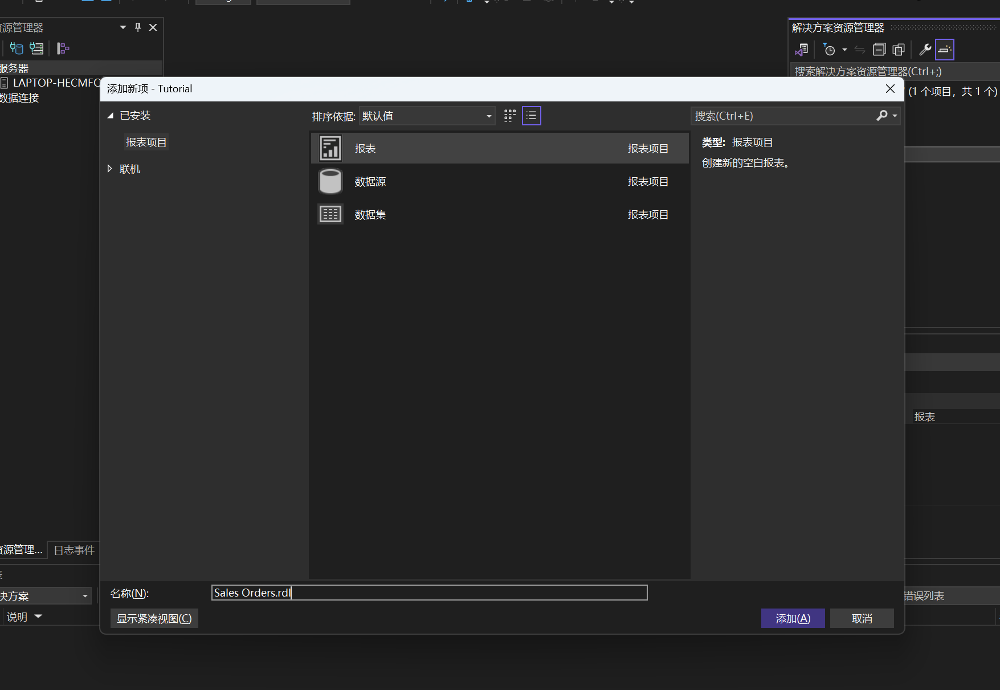 源管理器
服务器
LAPTOP-HECMFC
数据连接
解决方案资源管理器
搜索解决方案资源管理器(Ctrl+;)
(1 个项目，共 1 个)
添加新项 - Tutorial
已安装
报表项目
联机
排序依据:
默认值
搜索(Ctrl+E)
报表
报表项目
数据源
报表项目
数据集
报表项目
类型: 报表项目
创建新的空白报表。
报表
资源管理...
日志事件
决方案
说明
错误列表
名称(N):
Sales Orders.rdl
显示紧凑视图(C)
添加(A)
取消